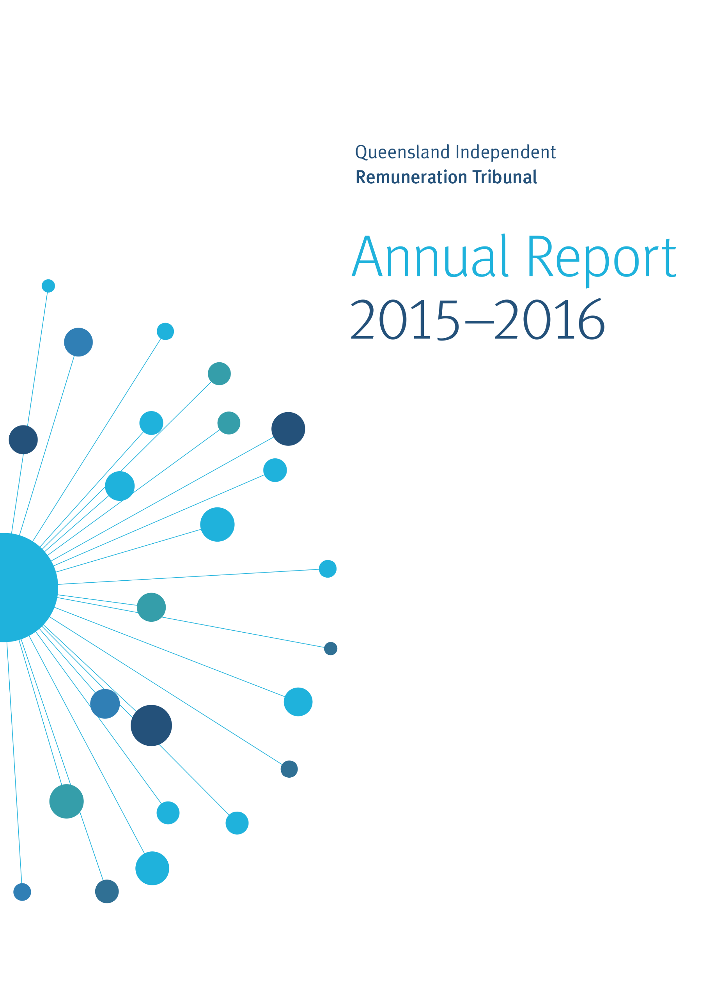 Queensland Independent
Remuneration Tribunal
Annual Report
2015–2016